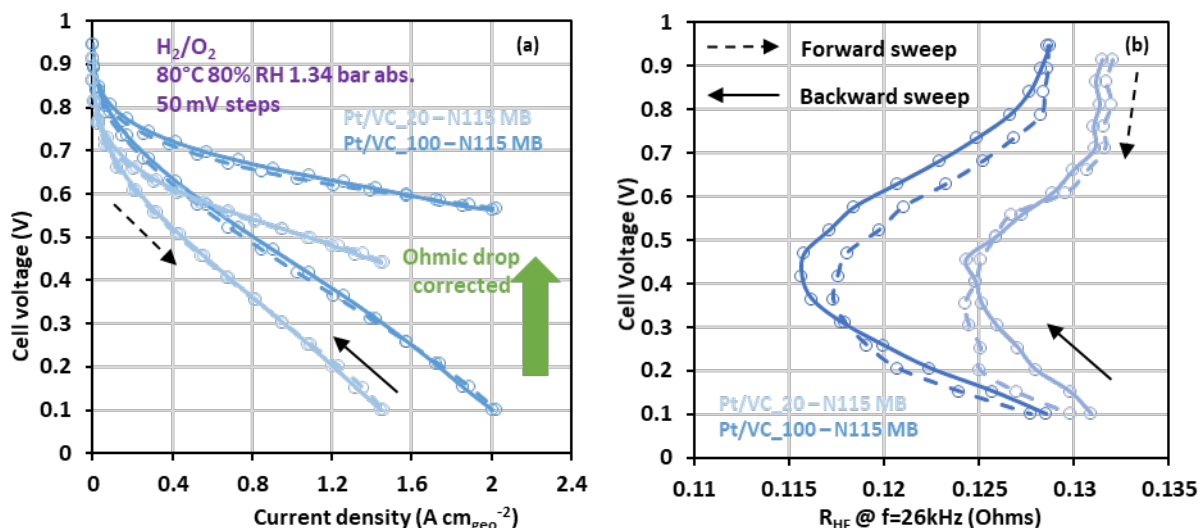 (a)
H₂/O₂
80°C 80% RH 1.34 bar abs.
50 mV steps
Pt/VC_20 – N115 MB
Pt/VC_100 – N115 MB
Ohmic drop
corrected
Cell voltage (V)
1
0.9
0.8
0.7
0.6
0.5
0.4
0.3
0.2
0.1
0
0 0.4 0.8 1.2 1.6 2 2.4
Current density (A cm_geo⁻²)
(b)
Forward sweep
Backward sweep
Pt/VC_20 – N115 MB
Pt/VC_100 – N115 MB
Cell Voltage (V)
1
0.9
0.8
0.7
0.6
0.5
0.4
0.3
0.2
0.1
0
0.11 0.115 0.12 0.125 0.13 0.135
R_HF @ f=26kHz (Ohms)